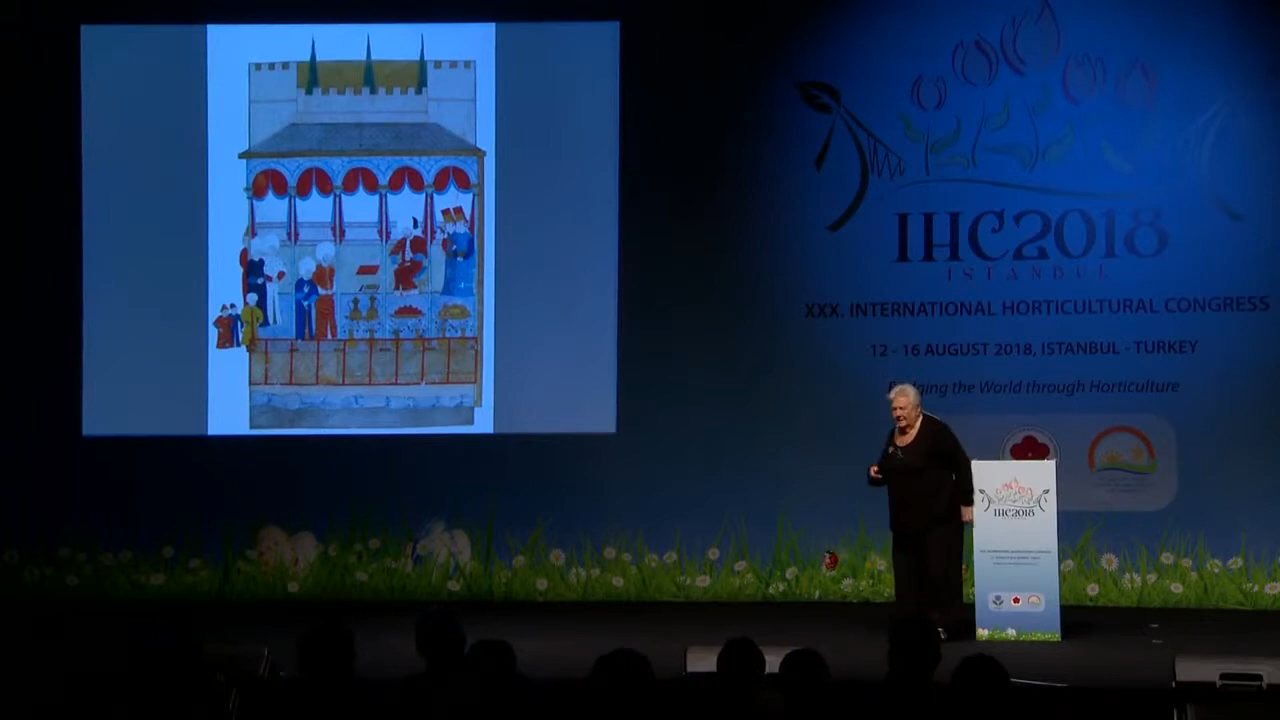 IHC2018
ISTANBUL
XXX. INTERNATIONAL HORTICULTURAL CONGRESS
12 - 16 AUGUST 2018, ISTANBUL - TURKEY
the World through Horticulture
IHC2018